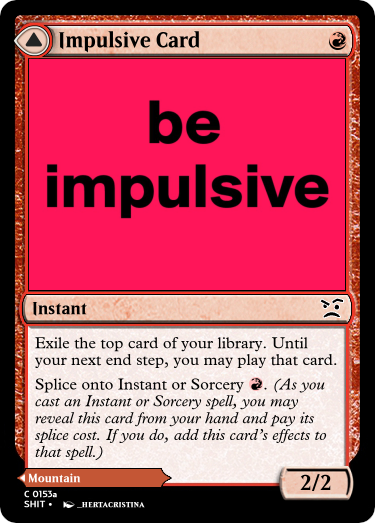 Impulsive Card
be
impulsive
Instant
Exile the top card of your library. Until
your next end step, you may play that card.
Splice onto Instant or Sorcery . (As you
cast an Instant or Sorcery spell, you may
reveal this card from your hand and pay its
splice cost. If you do, add this card's effects to
that spell.)
Mountain
2/2
C 0153a
SHIT • _HERTACRISTINA